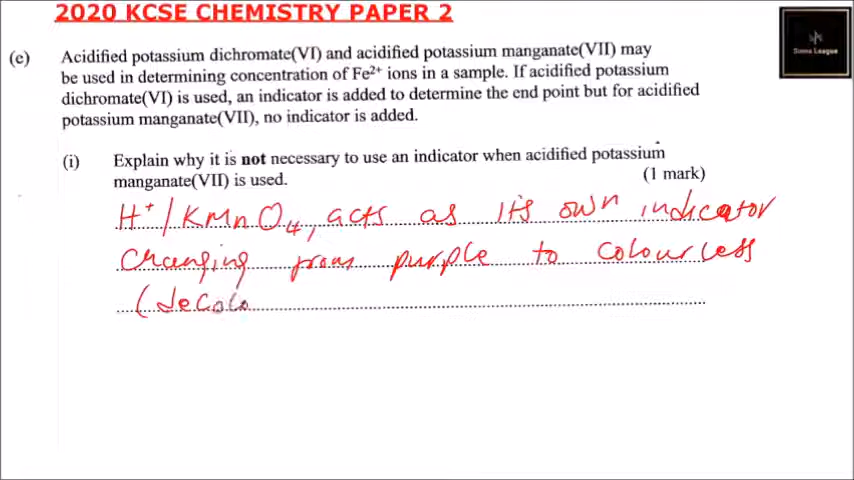 2020 KCSE CHEMISTRY PAPER 2
(c) Acidified potassium dichromate(VI) and acidified potassium manganate(VII) may
be used in determining concentration of Fe²⁺ ions in a sample. If acidified potassium
dichromate(VI) is used, an indicator is added to determine the end point but for acidified
potassium manganate(VII), no indicator is added.
(i) Explain why it is not necessary to use an indicator when acidified potassium
manganate(VII) is used. (1 mark)
H⁺/KMnO₄, acts as its own indicator
changing from purple to colourless
(decolo